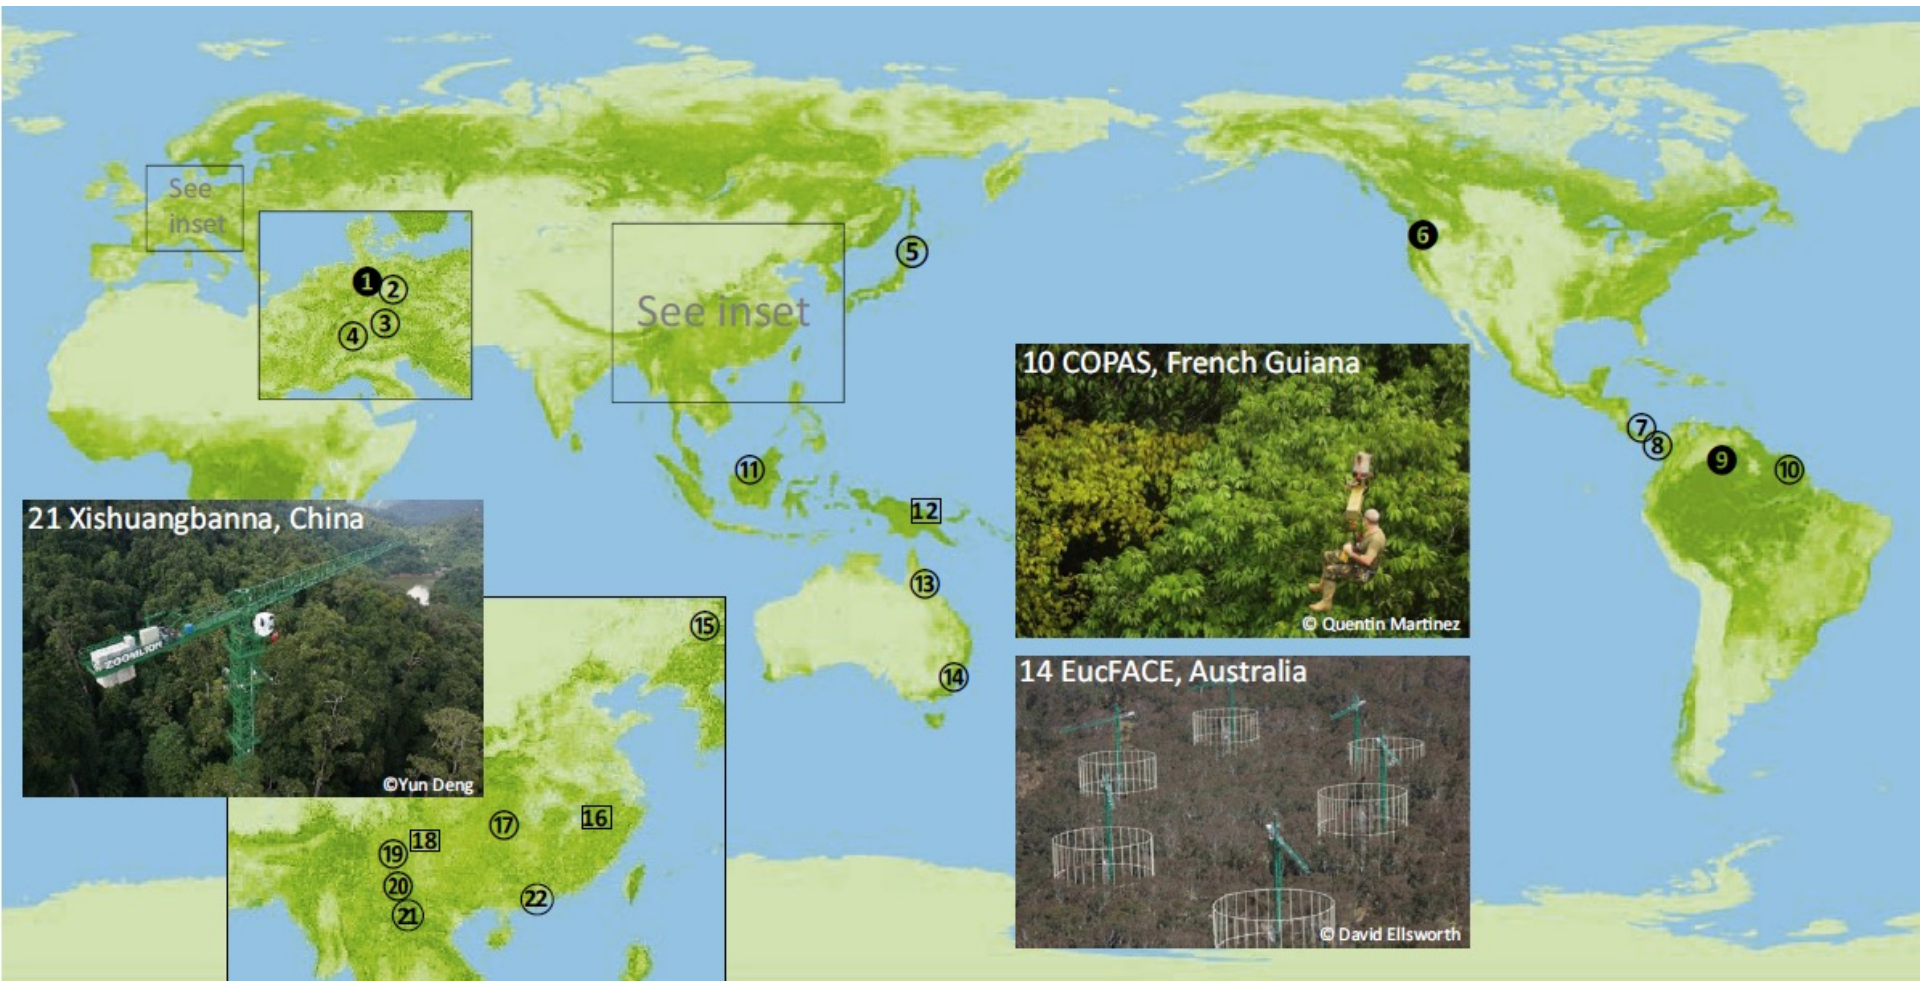 See
inset
See inset
1
2
3
4
5
6
7
8
9
10
11
12
13
14
10 COPAS, French Guiana
© Quentin Martinez
21 Xishuangbanna, China
ZOOMLION
©Yun Deng
14 EucFACE, Australia
© David Ellsworth
15
16
17
18
19
20
21
22